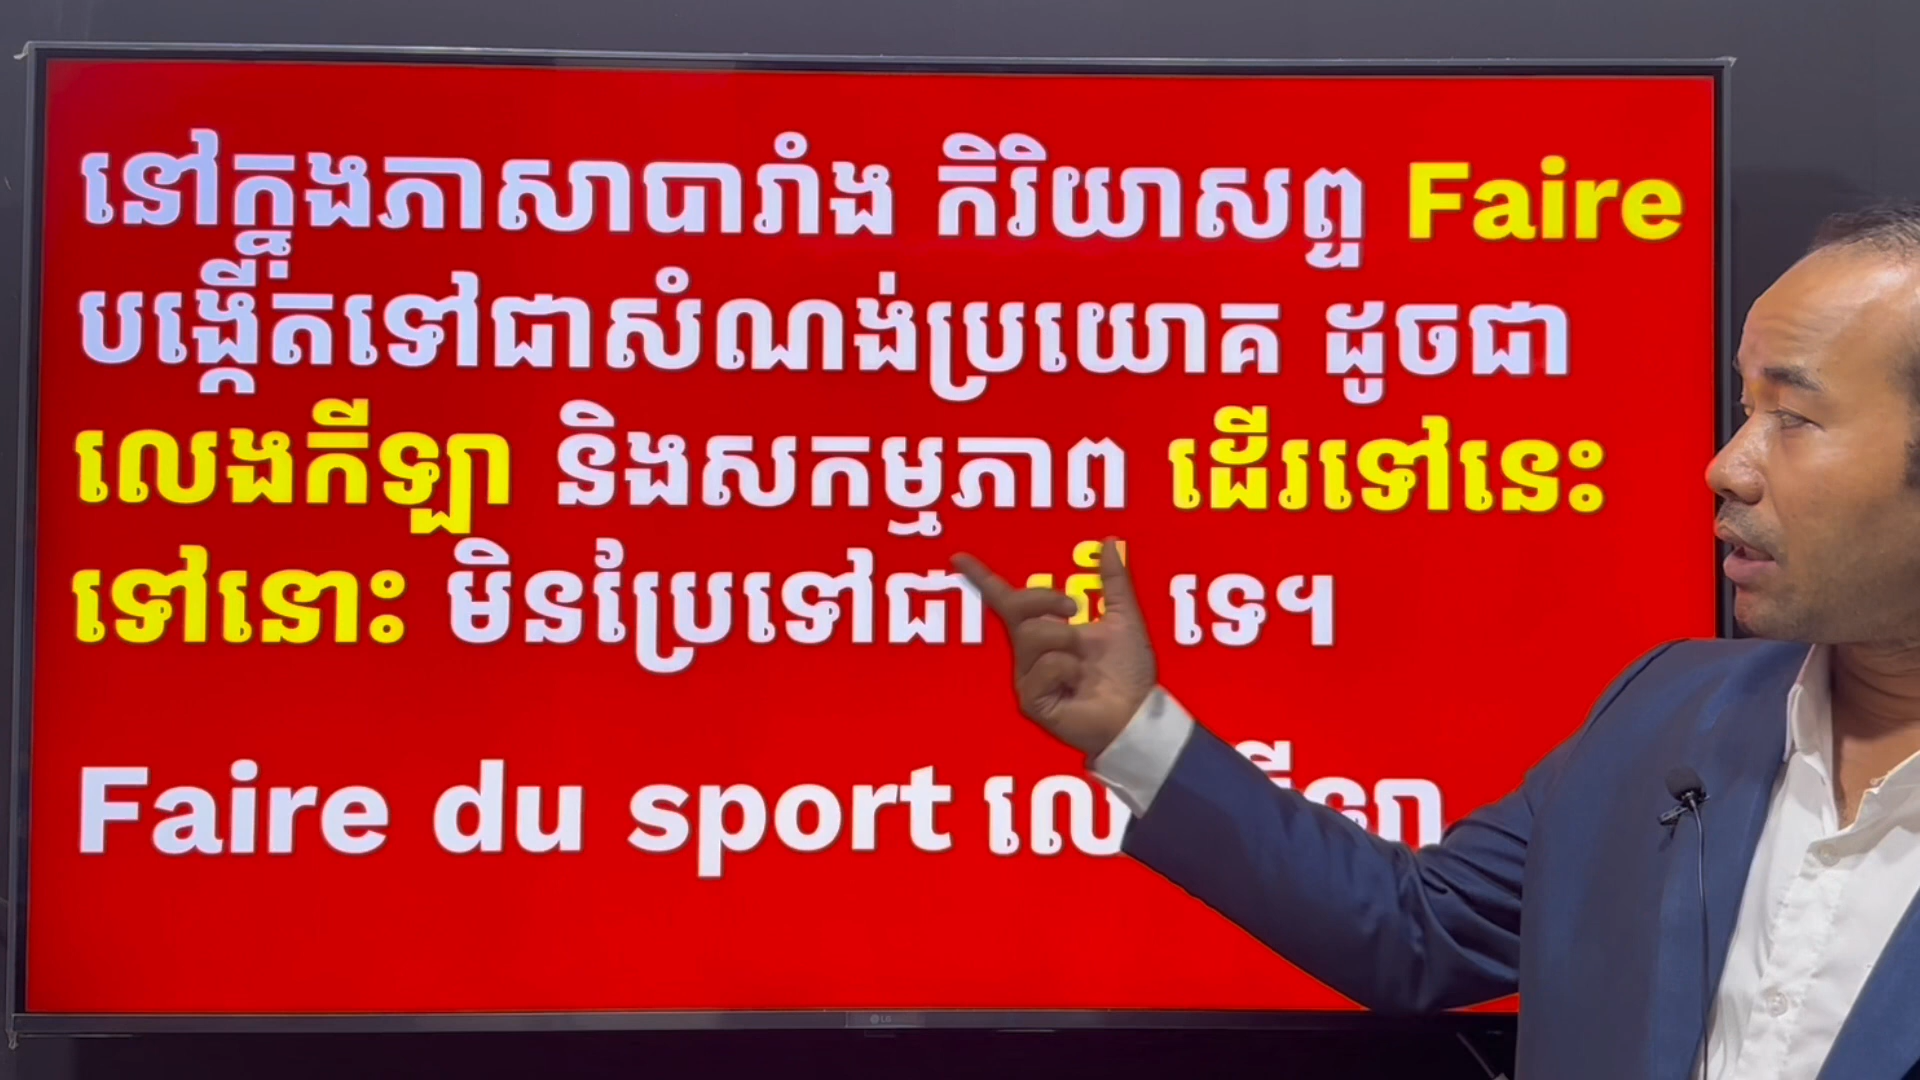 នៅក្នុងភាសាបារាំង កិរិយាសព្ទ Faire
បង្កើតទៅជាសំណង់ប្រយោគ ដូចជា
លេងកីឡា និងសកម្មភាព ដើរទៅនេះ
ទៅនោះ មិនប្រែទៅជា ទេ។
Faire du sport
LG